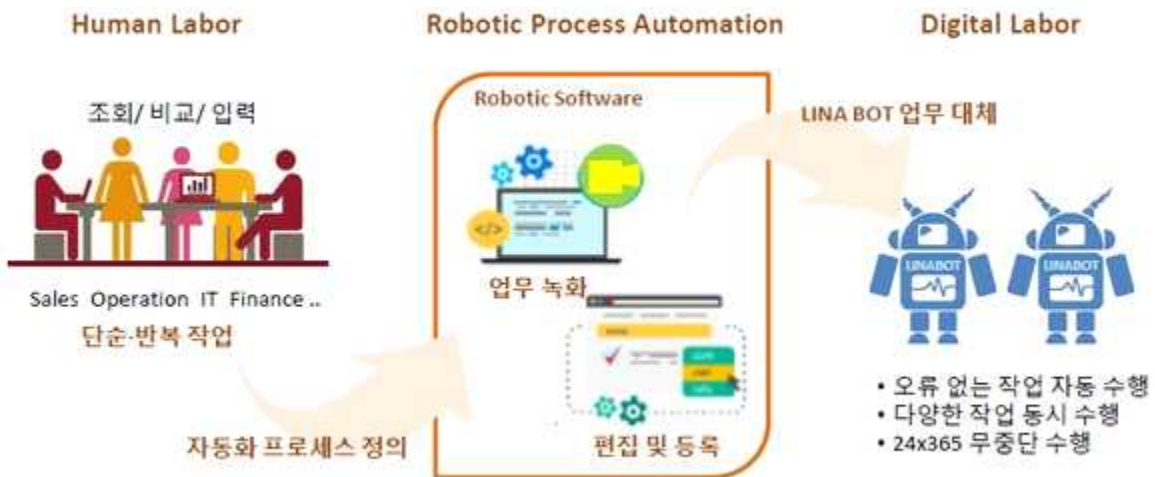 Human Labor
Robotic Process Automation
Digital Labor
조회/ 비교/ 입력
Sales Operation IT Finance ..
단순·반복 작업
자동화 프로세스 정의
Robotic Software
</>
업무 녹화
편집 및 등록
LINA BOT 업무 대체
LINABOT
LINABOT
• 오류 없는 작업 자동 수행
• 다양한 작업 동시 수행
• 24x365 무중단 수행